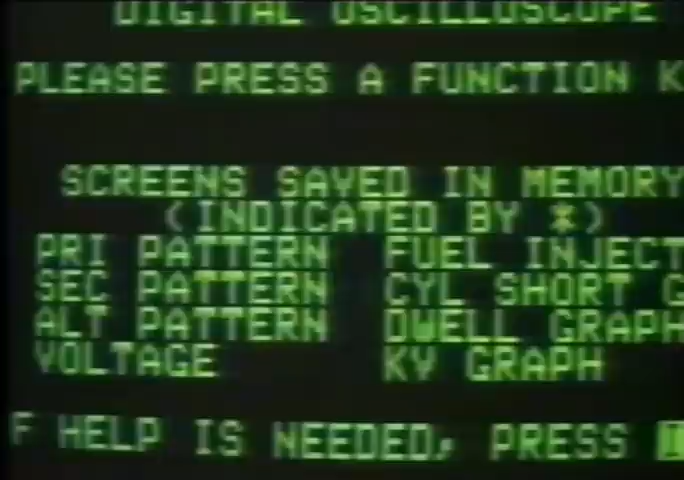 DIGITAL OSCILLOSCOPE
PLEASE PRESS A FUNCTION K
SCREENS SAVED IN MEMORY
(INDICATED BY *)
PRI PATTERN FUEL INJECT
SEC PATTERN CYL SHORT G
ALT PATTERN DWELL GRAPH
VOLTAGE KV GRAPH
F HELP IS NEEDED, PRESS I